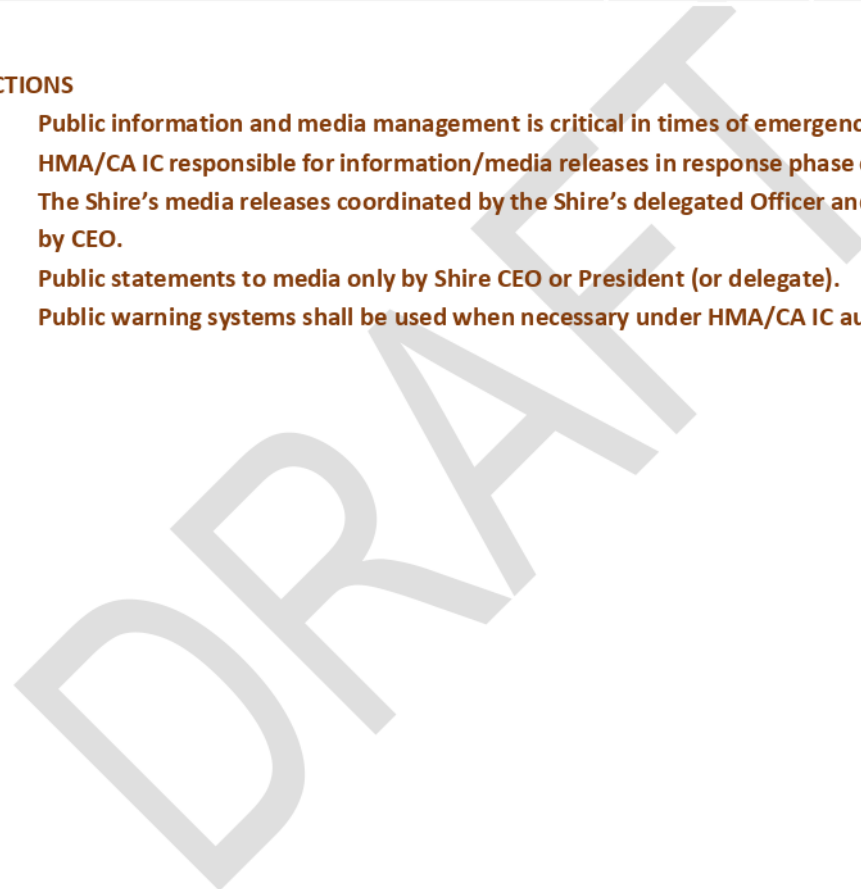 CTIONS
Public information and media management is critical in times of emergenc
HMA/CA IC responsible for information/media releases in response phase
The Shire’s media releases coordinated by the Shire’s delegated Officer and
by CEO.
Public statements to media only by Shire CEO or President (or delegate).
Public warning systems shall be used when necessary under HMA/CA IC au
DRAFT